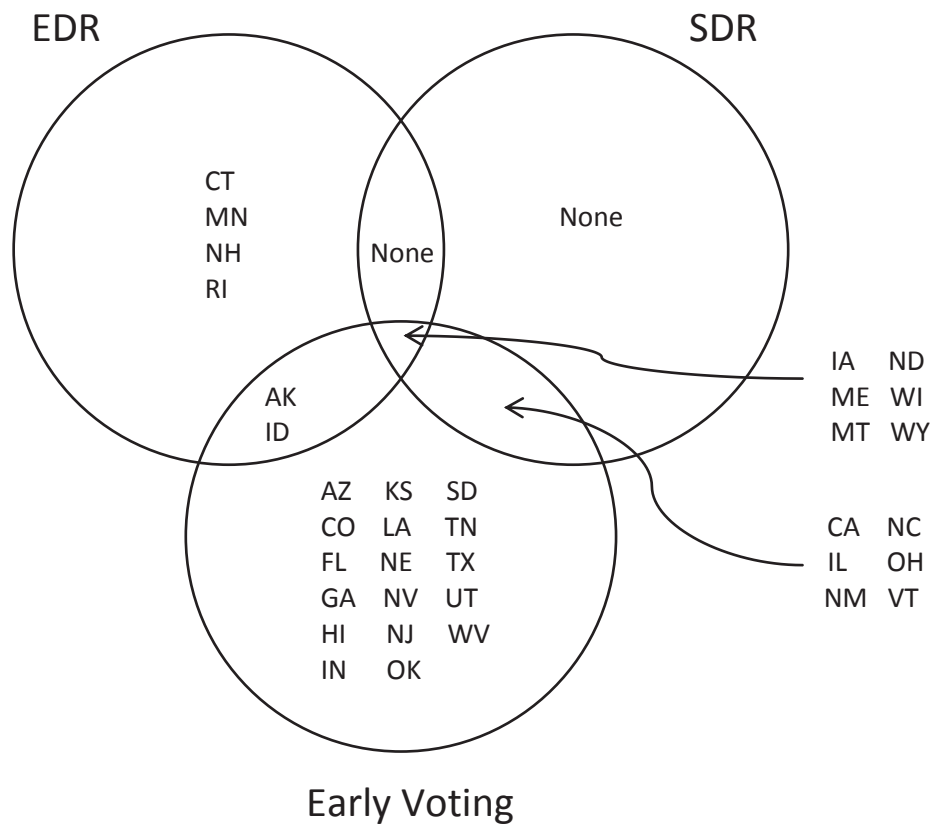 EDR
SDR
CT
MN
NH
RI
None
None
AK
ID
IA ND
ME WI
MT WY
AZ KS SD
CO LA TN
FL NE TX
GA NV UT
HI NJ WV
IN OK
CA NC
IL OH
NM VT
Early Voting